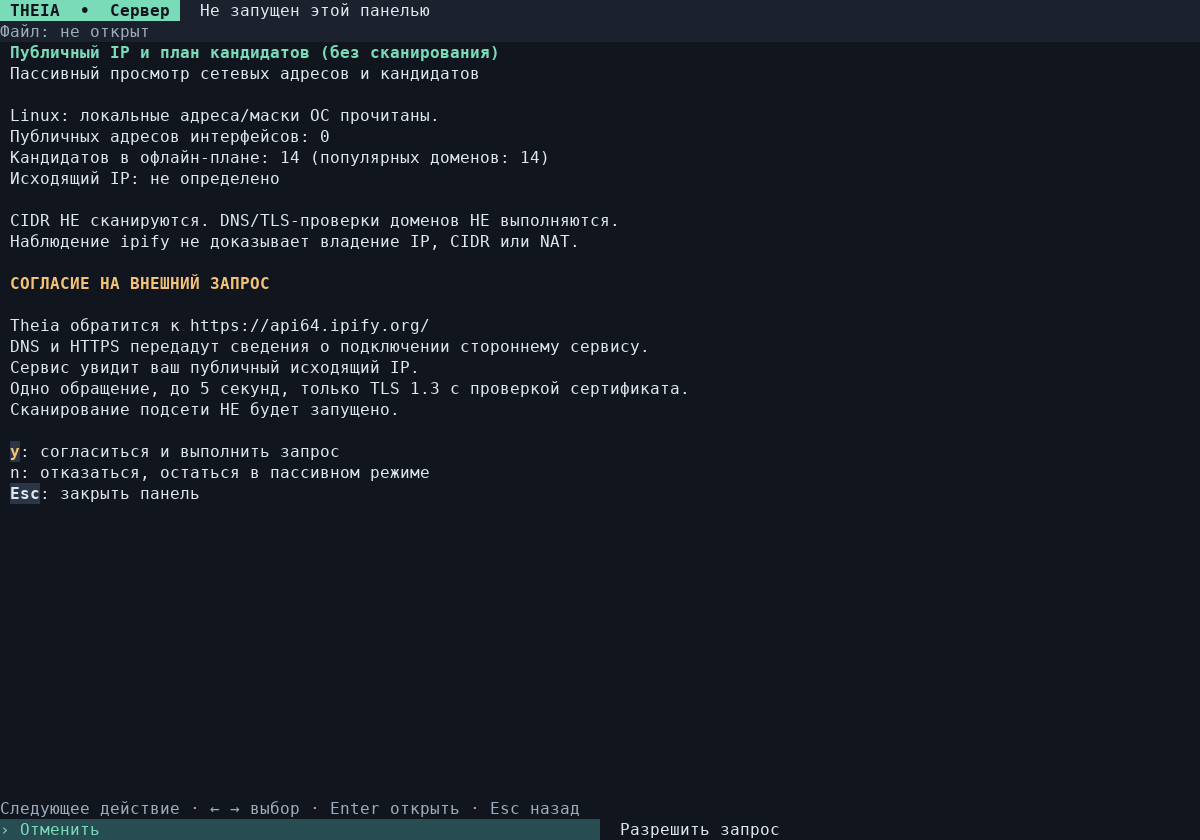 THEIA • Сервер Не запущен этой панелью
Файл: не открыт
Публичный IP и план кандидатов (без сканирования)
Пассивный просмотр сетевых адресов и кандидатов
Linux: локальные адреса/маски ОС прочитаны.
Публичных адресов интерфейсов: 0
Кандидатов в офлайн-плане: 14 (популярных доменов: 14)
Исходящий IP: не определено
CIDR НЕ сканируются. DNS/TLS-проверки доменов НЕ выполняются.
Наблюдение ipify не доказывает владение IP, CIDR или NAT.
СОГЛАСИЕ НА ВНЕШНИЙ ЗАПРОС
Theia обратится к https://api64.ipify.org/
DNS и HTTPS передадут сведения о подключении стороннему сервису.
Сервис увидит ваш публичный исходящий IP.
Одно обращение, до 5 секунд, только TLS 1.3 с проверкой сертификата.
Сканирование подсети НЕ будет запущено.
y: согласиться и выполнить запрос
n: отказаться, остаться в пассивном режиме
Esc: закрыть панель
Следующее действие · ← → выбор · Enter открыть · Esc назад
› Отменить Разрешить запрос